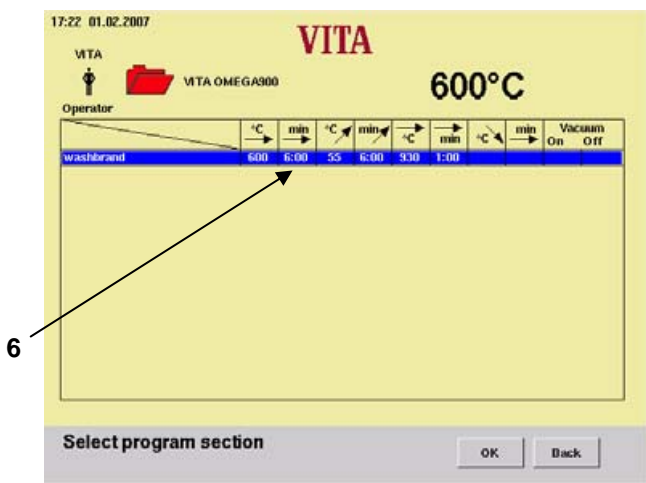 17:22 01.02.2007
VITA
VITA
VITA OMEGA900
600°C
Operator
°C min °C min °C min °C min Vacuum
On Off
washbrand 600 6:00 55 6:00 930 1:00
6
Select program section
OK Back